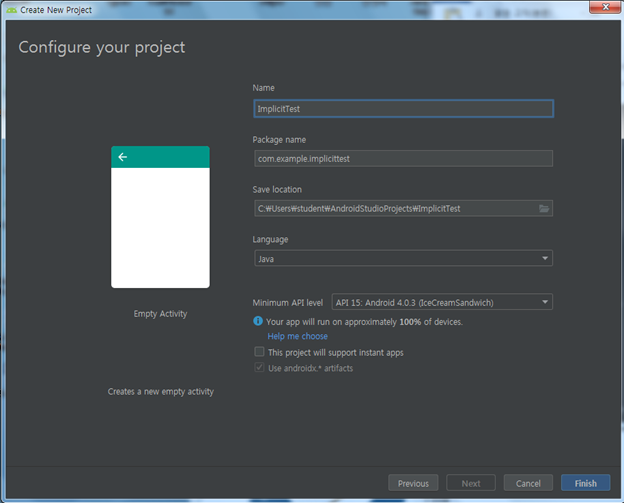 Create New Project
Configure your project
Name
ImplicitTest
Package name
com.example.implicittest
Save location
C:₩Users₩student₩AndroidStudioProjects₩ImplicitTest
Language
Java
Minimum API level
API 15: Android 4.0.3 (IceCreamSandwich)
Your app will run on approximately 100% of devices.
Help me choose
This project will support instant apps
Use androidx.* artifacts
Empty Activity
Creates a new empty activity
Previous
Next
Cancel
Finish